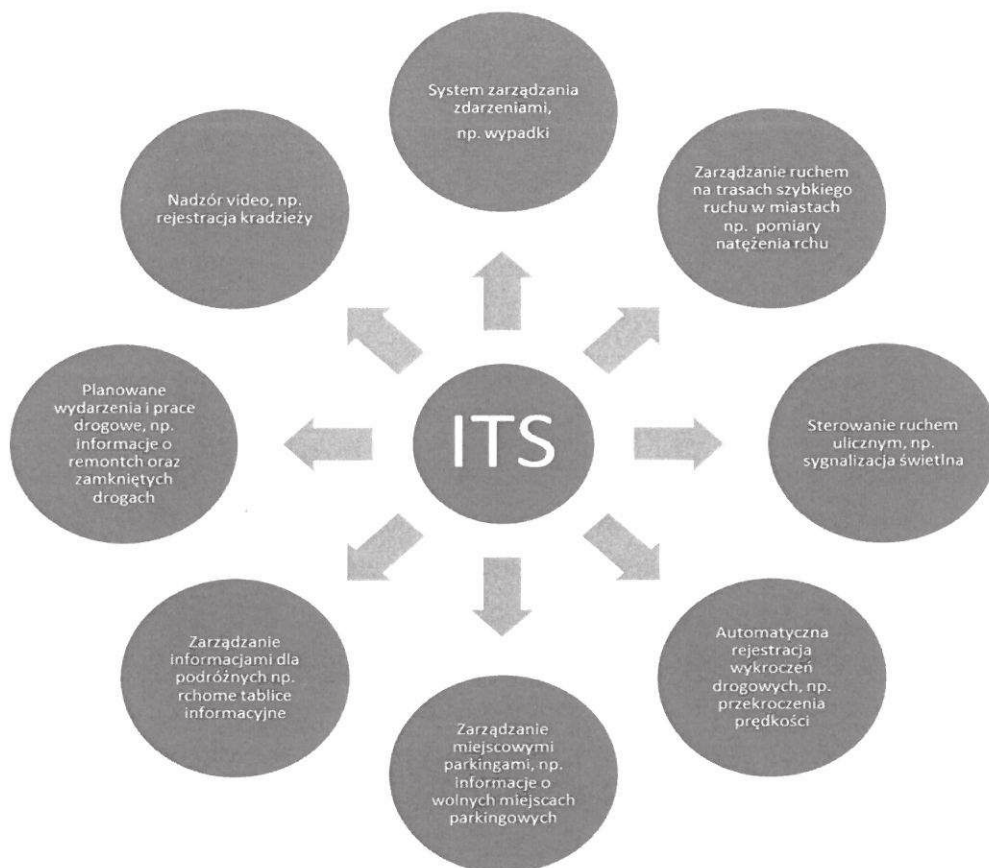 System zarządzania
zdarzeniami,
np. wypadki
Zarządzanie ruchem
na trasach szybkiego
ruchu w miastach
np. pomiary
natężenia rchu
Sterowanie ruchem
ulicznym, np.
sygnalizacja świetlna
Automatyczna
rejestracja
wykroczeń
drogowych, np.
przekroczenia
prędkości
Zarządzanie
miejscowymi
parkingami, np.
informacje o
wolnych miejscach
parkingowych
Zarządzanie
informacjami dla
podróżnych np.
rchome tablice
informacyjne
Planowane
wydarzenia i prace
drogowe, np.
informacje o
remontch oraz
zamkniętych
drogach
Nadzór video, np.
rejestracja kradzieży
ITS